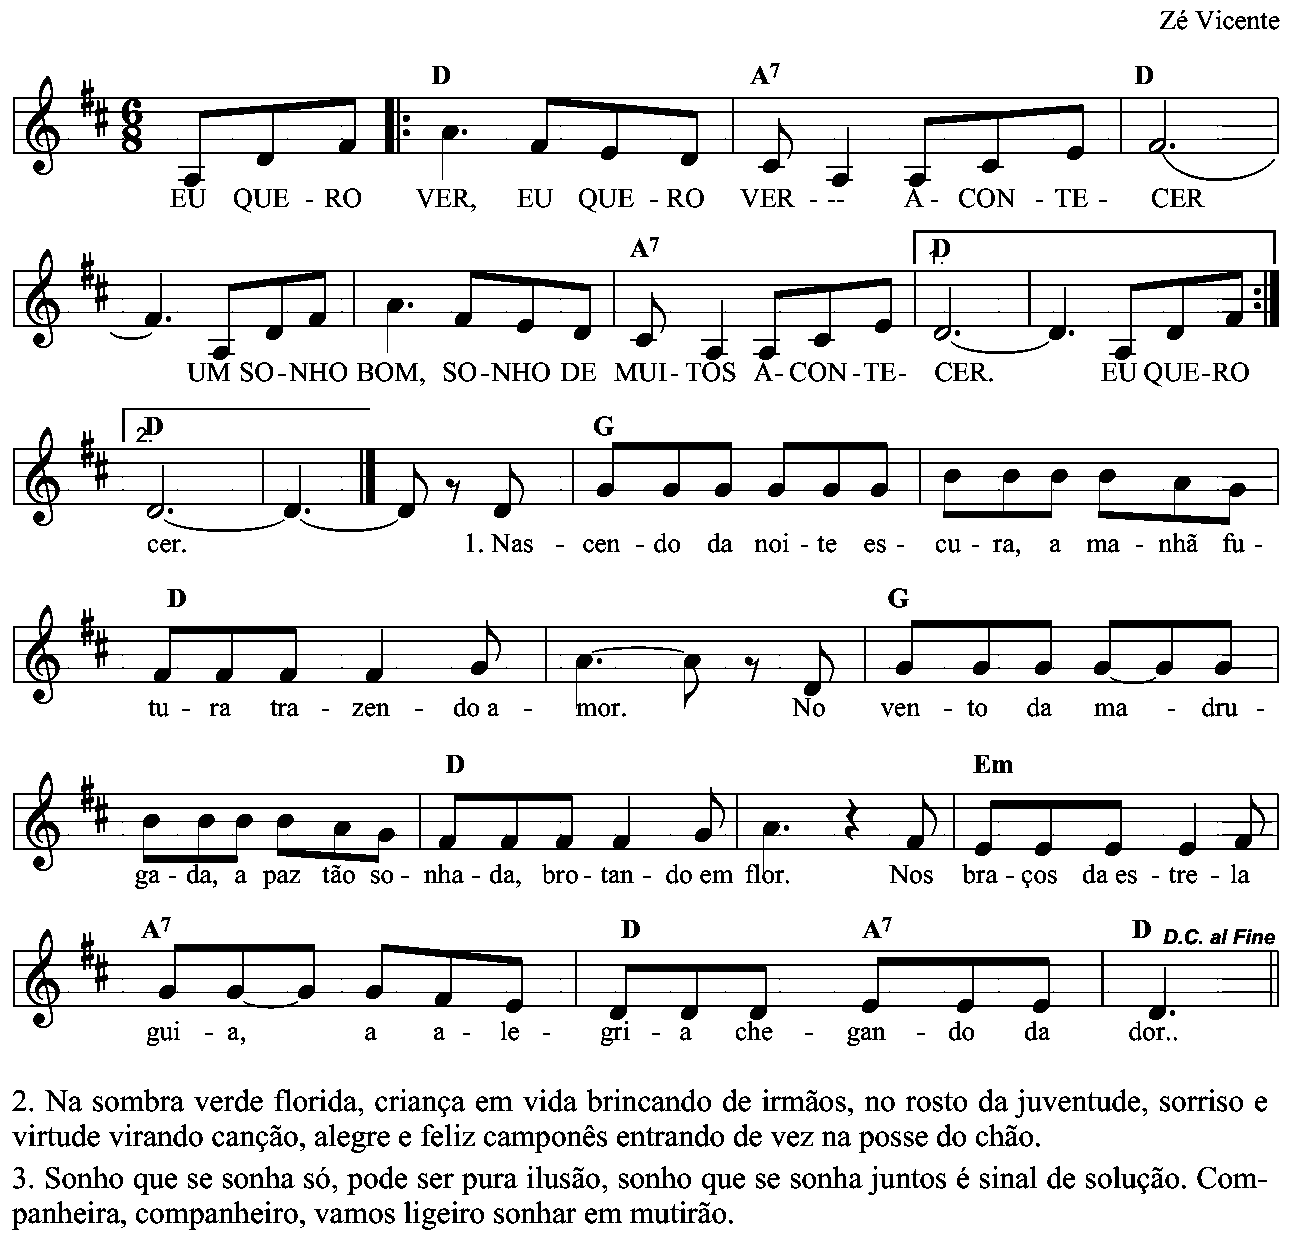 Zé Vicente
D A7 D
6
8
EU QUE - RO VER, EU QUE - RO VER - -- A - CON - TE - CER
A7 1. D
UM SO - NHO BOM, SO - NHO DE MUI - TOS A - CON - TE - CER. EU QUE - RO
2. D G
cer. 1. Nas - cen - do da noi - te es - cu - ra, a ma - nhã fu -
D G
tu - ra tra - zen - do a - mor. No ven - to da ma - dru -
D Em
ga - da, a paz tão so - nha - da, bro - tan - do em flor. Nos bra - ços da es - tre - la
A7 D A7 D D.C. al Fine
gui - a, a a - le - gri - a che - gan - do da dor..
2. Na sombra verde florida, criança em vida brincando de irmãos, no rosto da juventude, sorriso e
virtude virando canção, alegre e feliz camponês entrando de vez na posse do chão.
3. Sonho que se sonha só, pode ser pura ilusão, sonho que se sonha juntos é sinal de solução. Com-
panheira, companheiro, vamos ligeiro sonhar em mutirão.